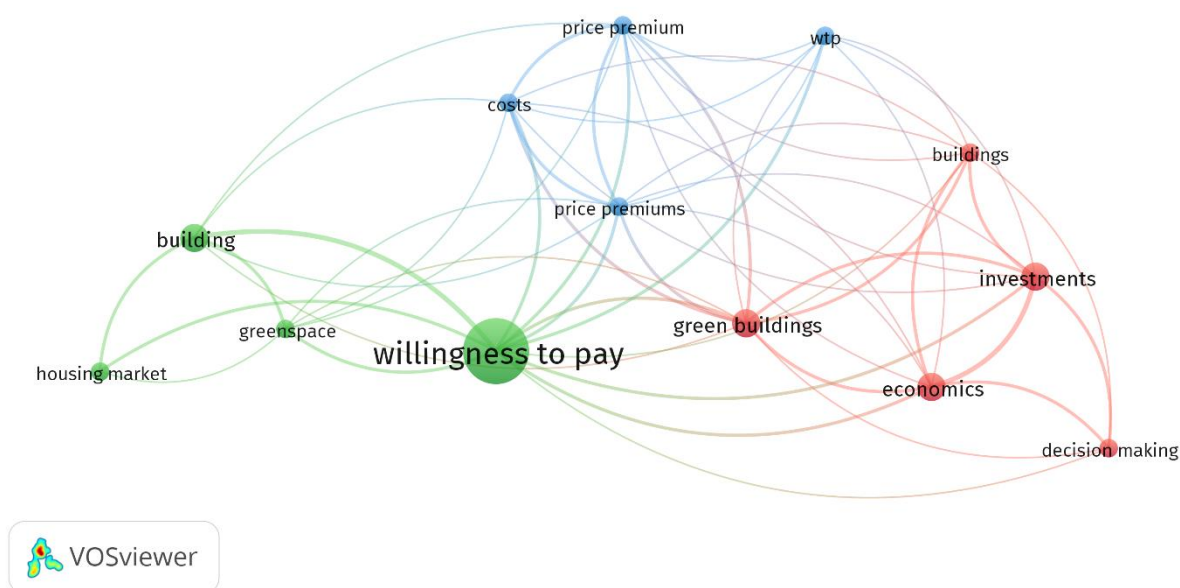 price premium
wtp
costs
buildings
price premiums
building
investments
green buildings
greenspace
willingness to pay
housing market
economics
decision making
VOSviewer